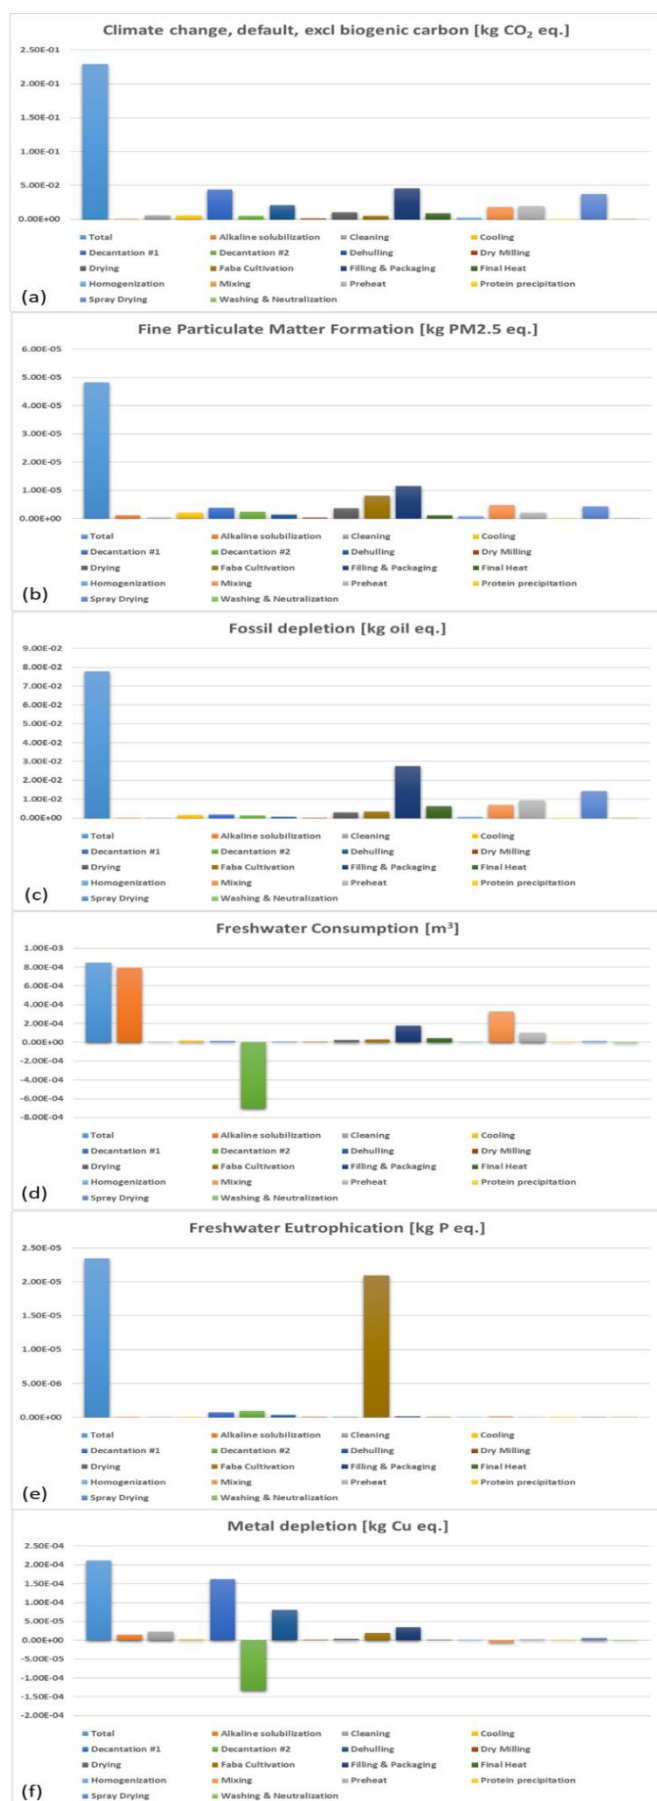 Climate change, default, excl biogenic carbon [kg CO₂ eq.]
2.50E-01
2.00E-01
1.50E-01
1.00E-01
5.00E-02
0.00E+00
Total Alkaline solubilization Cleaning Cooling
Decantation #1 Decantation #2 Dehulling Dry Milling
Drying Faba Cultivation Filling & Packaging Final Heat
Homogenization Mixing Preheat Protein precipitation
Spray Drying Washing & Neutralization
(a)
Fine Particulate Matter Formation [kg PM2.5 eq.]
6.00E-05
5.00E-05
4.00E-05
3.00E-05
2.00E-05
1.00E-05
0.00E+00
Total Alkaline solubilization Cleaning Cooling
Decantation #1 Decantation #2 Dehulling Dry Milling
Drying Faba Cultivation Filling & Packaging Final Heat
Homogenization Mixing Preheat Protein precipitation
Spray Drying Washing & Neutralization
(b)
Fossil depletion [kg oil eq.]
9.00E-02
8.00E-02
7.00E-02
6.00E-02
5.00E-02
4.00E-02
3.00E-02
2.00E-02
1.00E-02
0.00E+00
Total Alkaline solubilization Cleaning Cooling
Decantation #1 Decantation #2 Dehulling Dry Milling
Drying Faba Cultivation Filling & Packaging Final Heat
Homogenization Mixing Preheat Protein precipitation
Spray Drying Washing & Neutralization
(c)
Freshwater Consumption [m³]
1.00E-03
8.00E-04
6.00E-04
4.00E-04
2.00E-04
0.00E+00
-2.00E-04
-4.00E-04
-6.00E-04
-8.00E-04
Total Alkaline solubilization Cleaning Cooling
Decantation #1 Decantation #2 Dehulling Dry Milling
Drying Faba Cultivation Filling & Packaging Final Heat
Homogenization Mixing Preheat Protein precipitation
Spray Drying Washing & Neutralization
(d)
Freshwater Eutrophication [kg P eq.]
2.50E-05
2.00E-05
1.50E-05
1.00E-05
5.00E-06
0.00E+00
Total Alkaline solubilization Cleaning Cooling
Decantation #1 Decantation #2 Dehulling Dry Milling
Drying Faba Cultivation Filling & Packaging Final Heat
Homogenization Mixing Preheat Protein precipitation
Spray Drying Washing & Neutralization
(e)
Metal depletion [kg Cu eq.]
2.50E-04
2.00E-04
1.50E-04
1.00E-04
5.00E-05
0.00E+00
-5.00E-05
-1.00E-04
-1.50E-04
-2.00E-04
Total Alkaline solubilization Cleaning Cooling
Decantation #1 Decantation #2 Dehulling Dry Milling
Drying Faba Cultivation Filling & Packaging Final Heat
Homogenization Mixing Preheat Protein precipitation
Spray Drying Washing & Neutralization
(f)